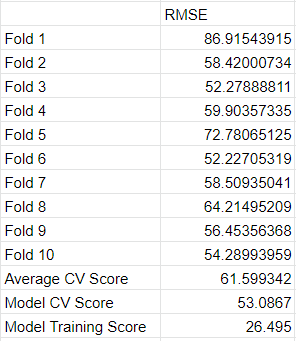 RMSE
Fold 1 86.91543915
Fold 2 58.42000734
Fold 3 52.27888811
Fold 4 59.90357335
Fold 5 72.78065125
Fold 6 52.22705319
Fold 7 58.50935041
Fold 8 64.21495209
Fold 9 56.45356368
Fold 10 54.28993959
Average CV Score 61.599342
Model CV Score 53.0867
Model Training Score 26.495